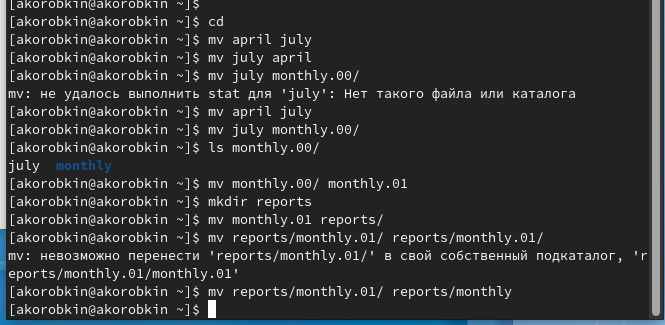 [akorobkin@akorobkin ~]$
[akorobkin@akorobkin ~]$ cd
[akorobkin@akorobkin ~]$ mv april july
[akorobkin@akorobkin ~]$ mv july april
[akorobkin@akorobkin ~]$ mv july monthly.00/
mv: не удалось выполнить stat для 'july': Нет такого файла или каталога
[akorobkin@akorobkin ~]$ mv april july
[akorobkin@akorobkin ~]$ mv july monthly.00/
[akorobkin@akorobkin ~]$ ls monthly.00/
july  monthly
[akorobkin@akorobkin ~]$ mv monthly.00/ monthly.01
[akorobkin@akorobkin ~]$ mkdir reports
[akorobkin@akorobkin ~]$ mv monthly.01 reports/
[akorobkin@akorobkin ~]$ mv reports/monthly.01/ reports/monthly.01/
mv: невозможно перенести 'reports/monthly.01/' в свой собственный подкаталог, 'r
eports/monthly.01/monthly.01'
[akorobkin@akorobkin ~]$ mv reports/monthly.01/ reports/monthly
[akorobkin@akorobkin ~]$